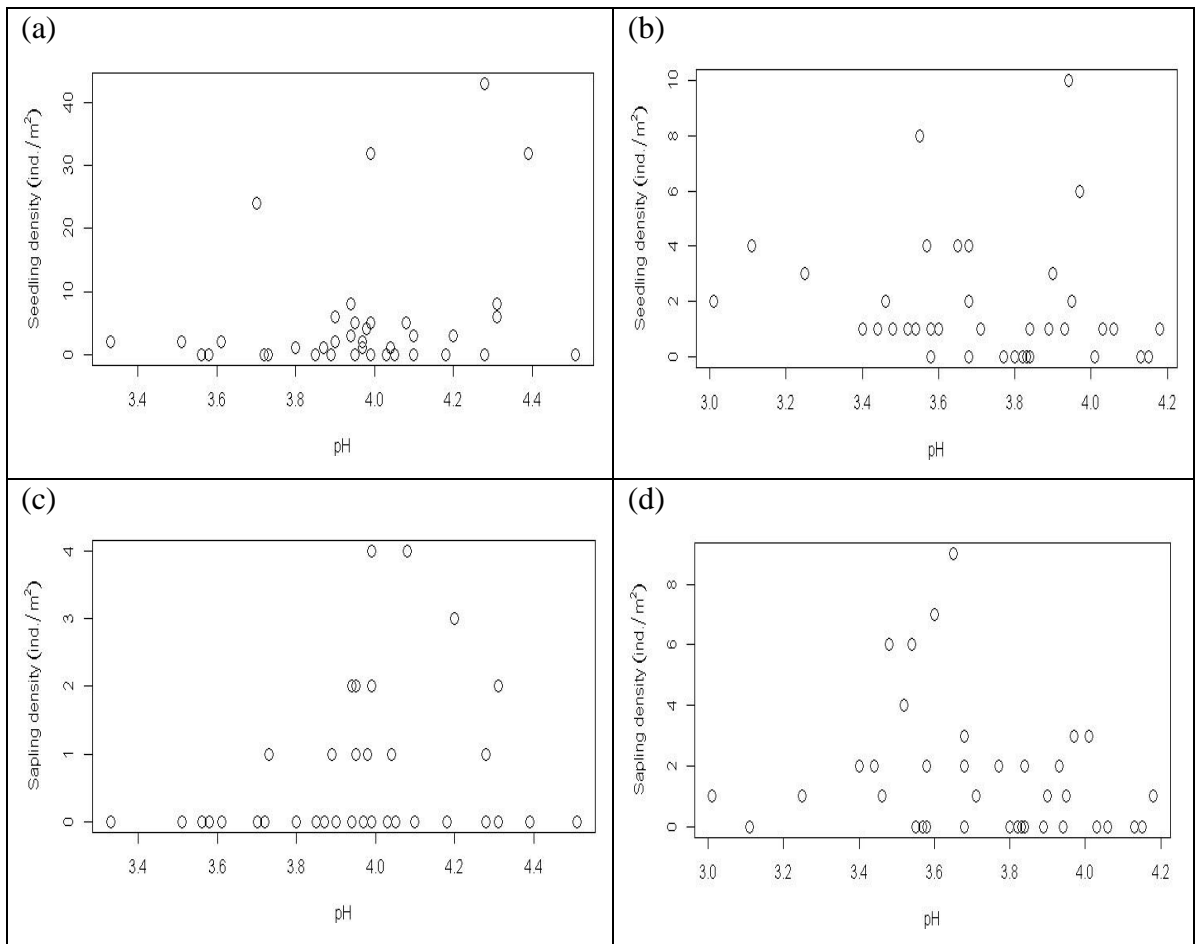 (a)
Seedling density (ind./m²)
40
30
20
10
0
3.4 3.6 3.8 4.0 4.2 4.4
pH
(b)
Seedling density (ind./m²)
10
8
6
4
2
0
3.0 3.2 3.4 3.6 3.8 4.0 4.2
pH
(c)
Sapling density (ind./m²)
4
3
2
1
0
3.4 3.6 3.8 4.0 4.2 4.4
pH
(d)
Sapling density (ind./m²)
8
6
4
2
0
3.0 3.2 3.4 3.6 3.8 4.0 4.2
pH